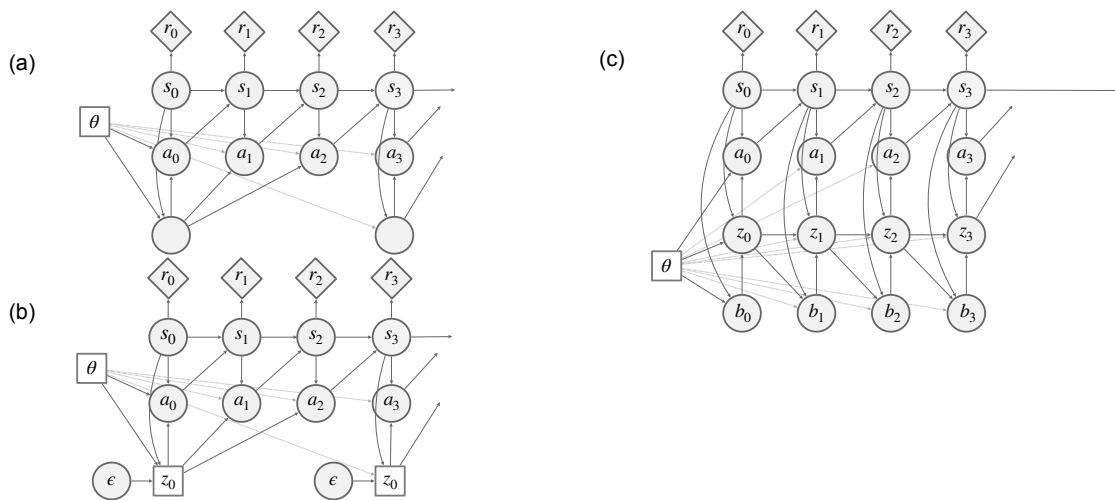 (a)
r0 r1 r2 r3
s0 s1 s2 s3
θ
a0 a1 a2 a3
(b)
r0 r1 r2 r3
s0 s1 s2 s3
θ
a0 a1 a2 a3
ϵ z0 ϵ z0
(c)
r0 r1 r2 r3
s0 s1 s2 s3
a0 a1 a2 a3
z0 z1 z2 z3
θ
b0 b1 b2 b3